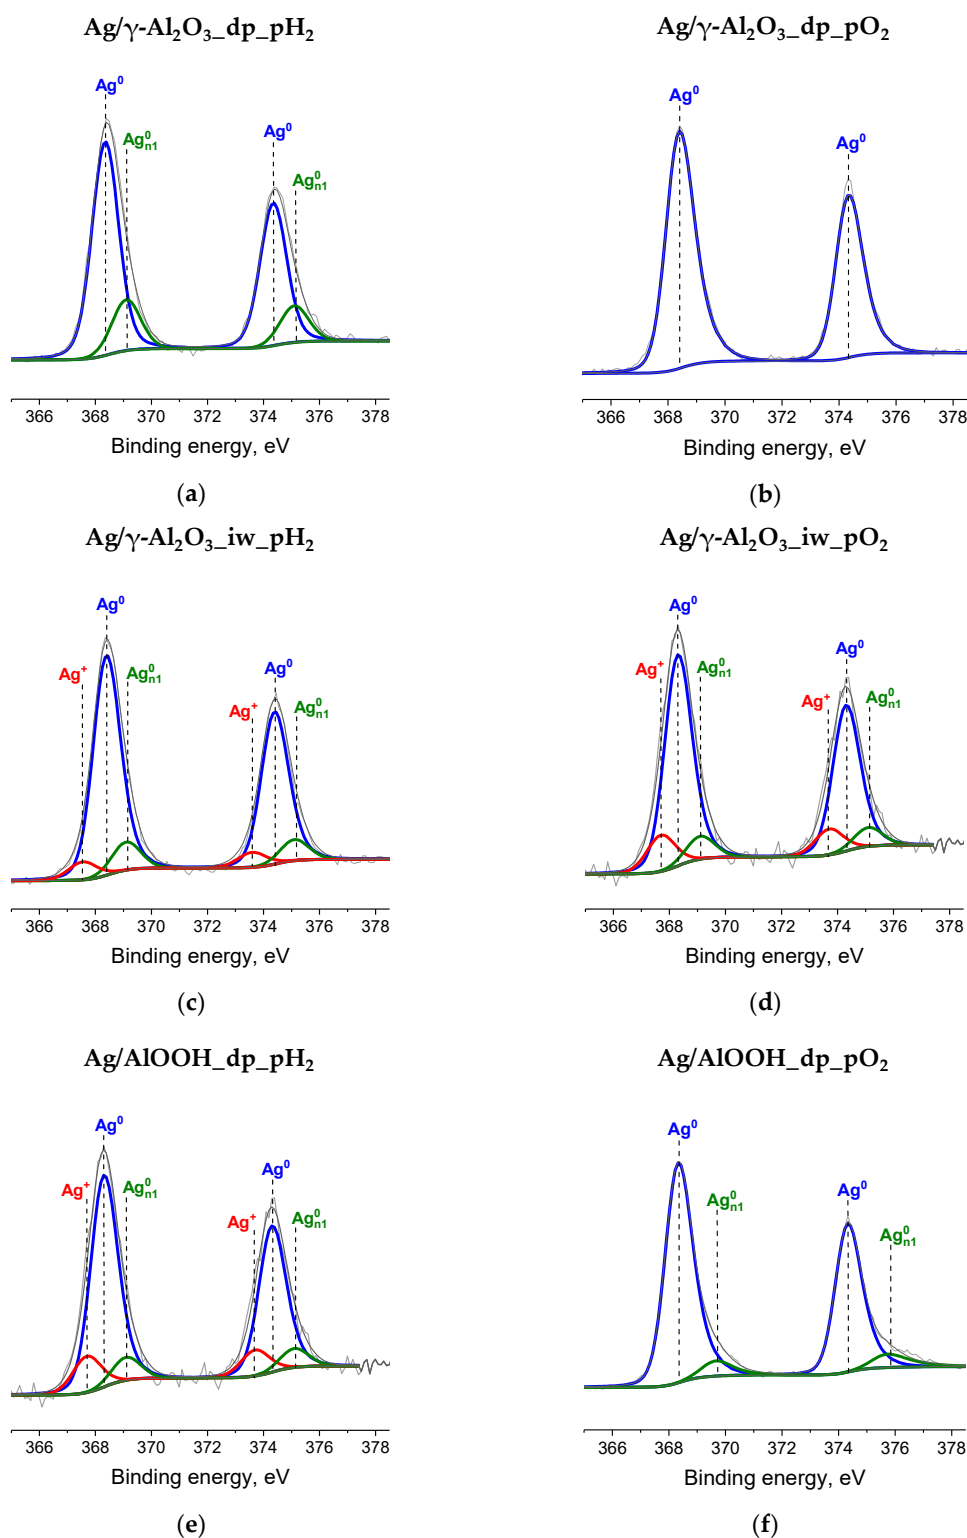 Ag/γ-Al₂O₃_dp_pH₂
Ag/γ-Al₂O₃_dp_pO₂
Ag⁰
Ag⁰n1
Ag⁰
Ag⁰n1
366 368 370 372 374 376 378
Binding energy, eV
(a)
Ag⁰
Ag⁰
366 368 370 372 374 376 378
Binding energy, eV
(b)
Ag/γ-Al₂O₃_iw_pH₂
Ag/γ-Al₂O₃_iw_pO₂
Ag⁺
Ag⁰
Ag⁰n1
Ag⁺
Ag⁰
Ag⁰n1
366 368 370 372 374 376 378
Binding energy, eV
(c)
Ag⁺
Ag⁰
Ag⁰n1
Ag⁺
Ag⁰
Ag⁰n1
366 368 370 372 374 376 378
Binding energy, eV
(d)
Ag/AlOOH_dp_pH₂
Ag/AlOOH_dp_pO₂
Ag⁺
Ag⁰
Ag⁰n1
Ag⁺
Ag⁰
Ag⁰n1
366 368 370 372 374 376 378
Binding energy, eV
(e)
Ag⁰
Ag⁰n1
Ag⁰
Ag⁰n1
366 368 370 372 374 376 378
Binding energy, eV
(f)